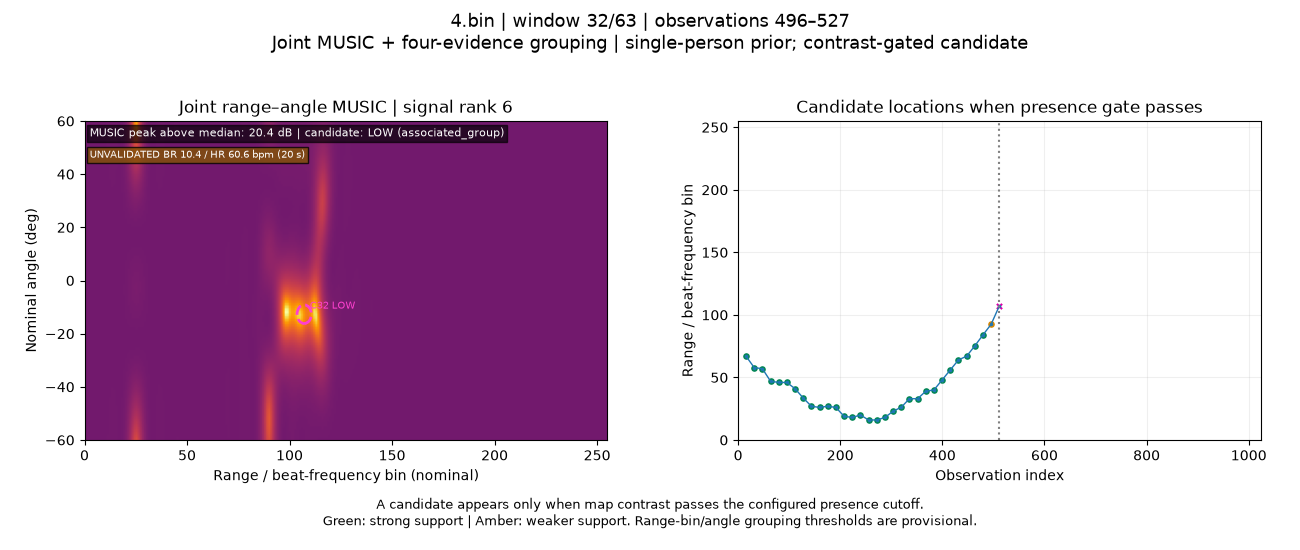 4.bin | window 32/63 | observations 496–527
Joint MUSIC + four-evidence grouping | single-person prior; contrast-gated candidate
Joint range–angle MUSIC | signal rank 6
MUSIC peak above median: 20.4 dB | candidate: LOW (associated_group)
UNVALIDATED BR 10.4 / HR 60.6 bpm (20 s)
LOW
60
40
20
0
−20
−40
−60
Nominal angle (deg)
0 50 100 150 200 250
Range / beat-frequency bin (nominal)
Candidate locations when presence gate passes
250
200
150
100
50
0
Range / beat-frequency bin
0 200 400 600 800 1000
Observation index
A candidate appears only when map contrast passes the configured presence cutoff.
Green: strong support | Amber: weaker support. Range-bin/angle grouping thresholds are provisional.